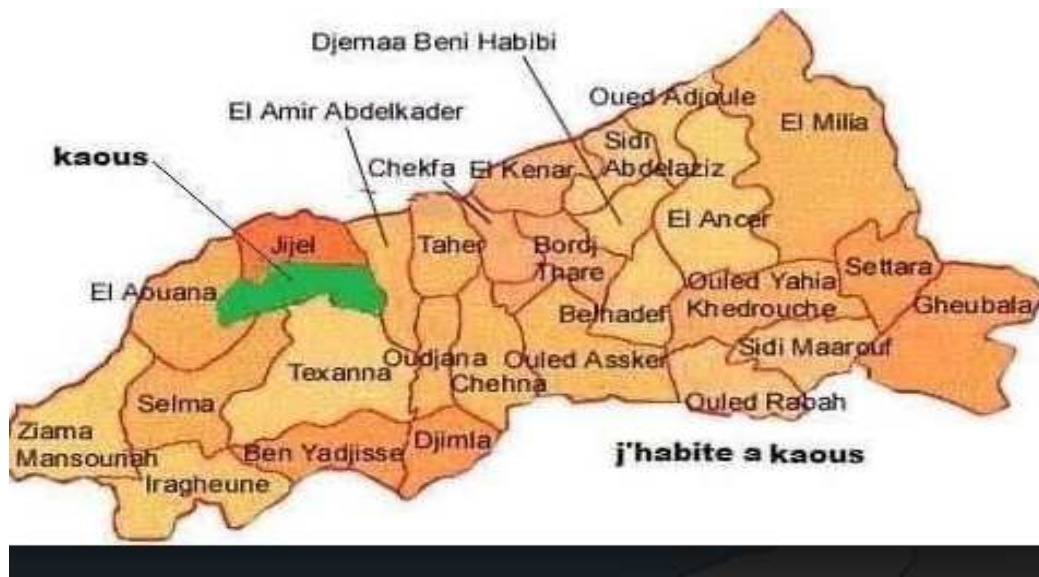 Djemaa Beni Habibi
Oued Adjoule
El Amir Abdelkader
El Milia
kaous
Sidi
Abdelaziz
Chekfa
El Kenar
El Ancer
Jijel
Taher
Bordj
Thare
Settara
El Aouana
Ouled Yahia
Khedrouche
Gheubala
Belhadef
Sidi Maarouf
Oudjana
Ouled Assker
Texanna
Chehna
Selma
Ouled Rabah
Ziama
Mansouriah
Ben Yadjisse
Djimla
j'habite a kaous
Iragheune